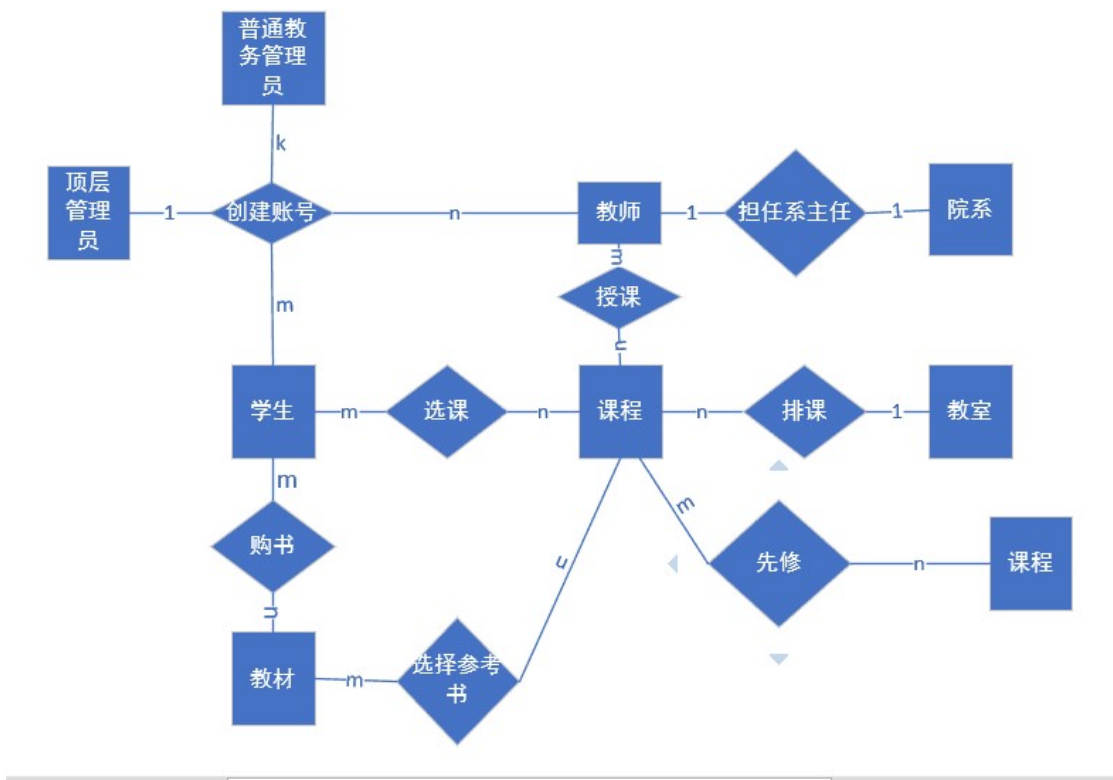 普通教
务管理
员
k
顶层
管理
员
1
创建账号
n
教师
1
担任系主任
1
院系
m
授课
n
m
学生
m
选课
n
课程
n
排课
1
教室
m
购书
n
m
先修
n
课程
n
教材
m
选择参考
书